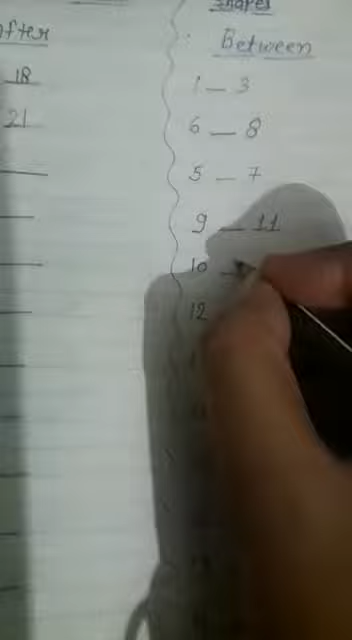 After
18
21
Between
1 _ 3
6 _ 8
5 _ 7
9 _ 11
10 _
12